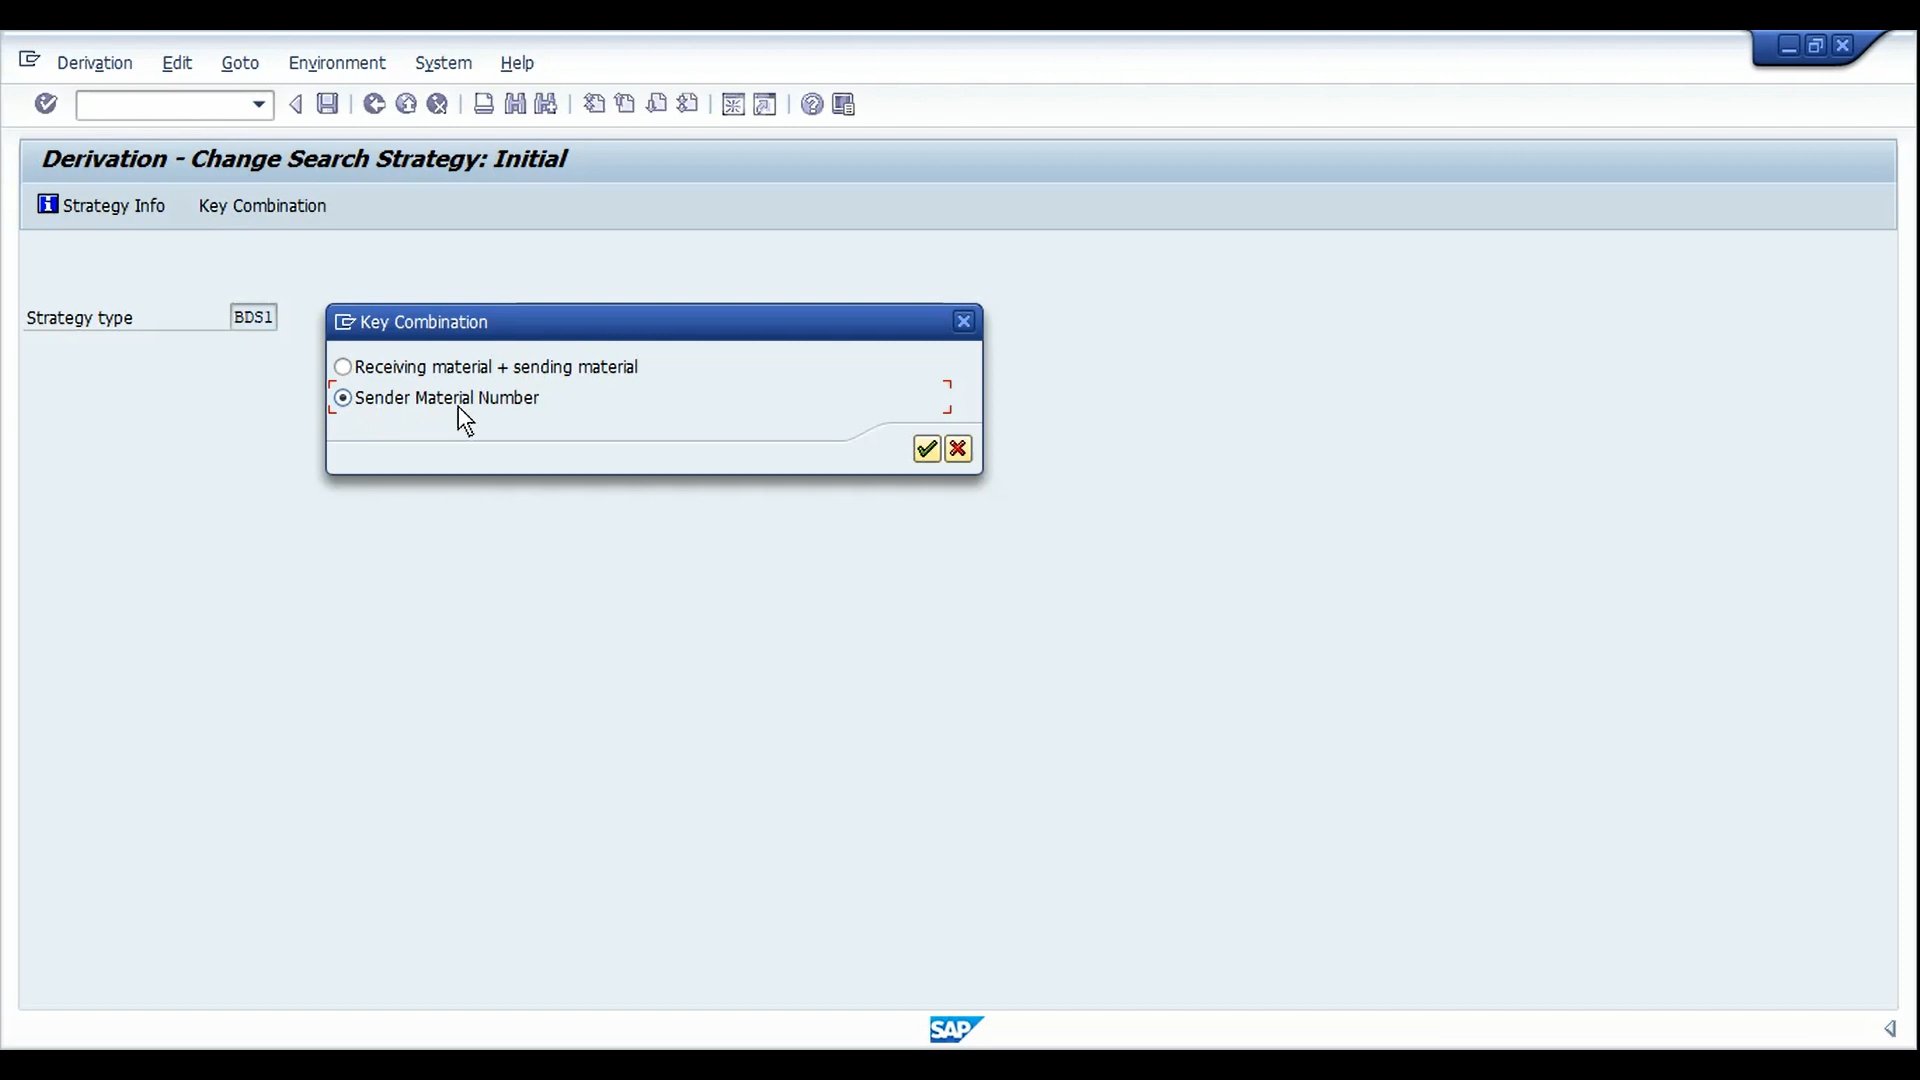 Derivation Edit Goto Environment System Help
Derivation - Change Search Strategy: Initial
Strategy Info Key Combination
Strategy type BDS1
Key Combination
Receiving material + sending material
Sender Material Number
SAP